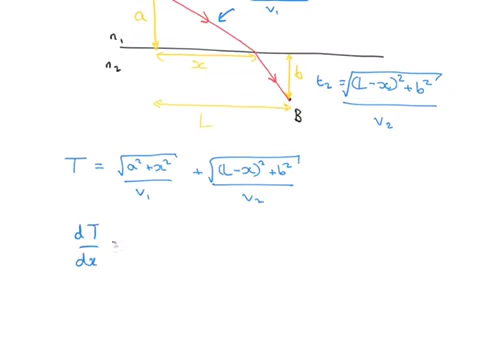 v₁
a
n₁
n₂
x
b
t₂ = √((L-x)² + b²) / v₂
B
L
T = √(a² + x²) / v₁ + √((L-x)² + b²) / v₂
dT/dx =